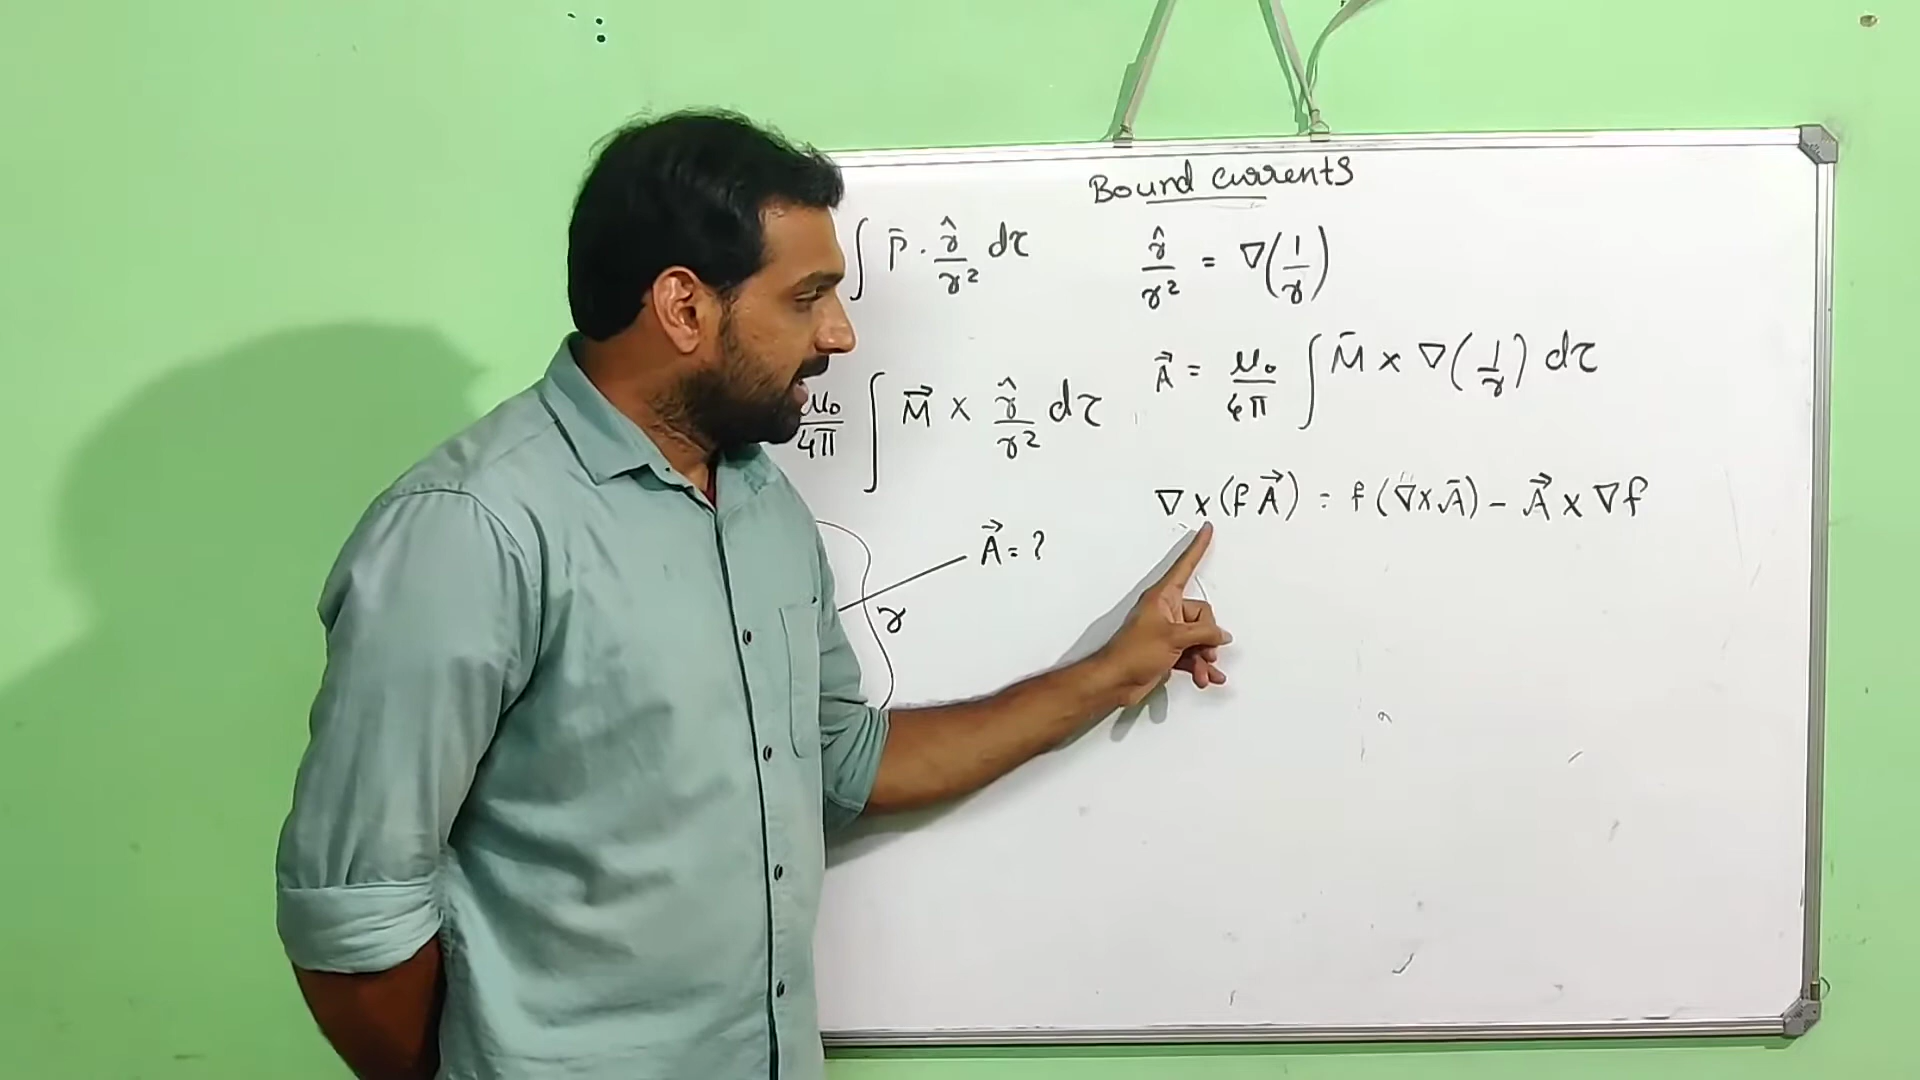 Bound currents
∫ P̄ · r̂/r² dτ
r̂/r² = ∇(1/r)
μ₀/4π ∫ M⃗ × r̂/r² dτ
A⃗ = μ₀/4π ∫ M̄ × ∇(1/r) dτ
∇ × (f A⃗) = f (∇ × Ā) - A⃗ × ∇f
A⃗ = ?
r